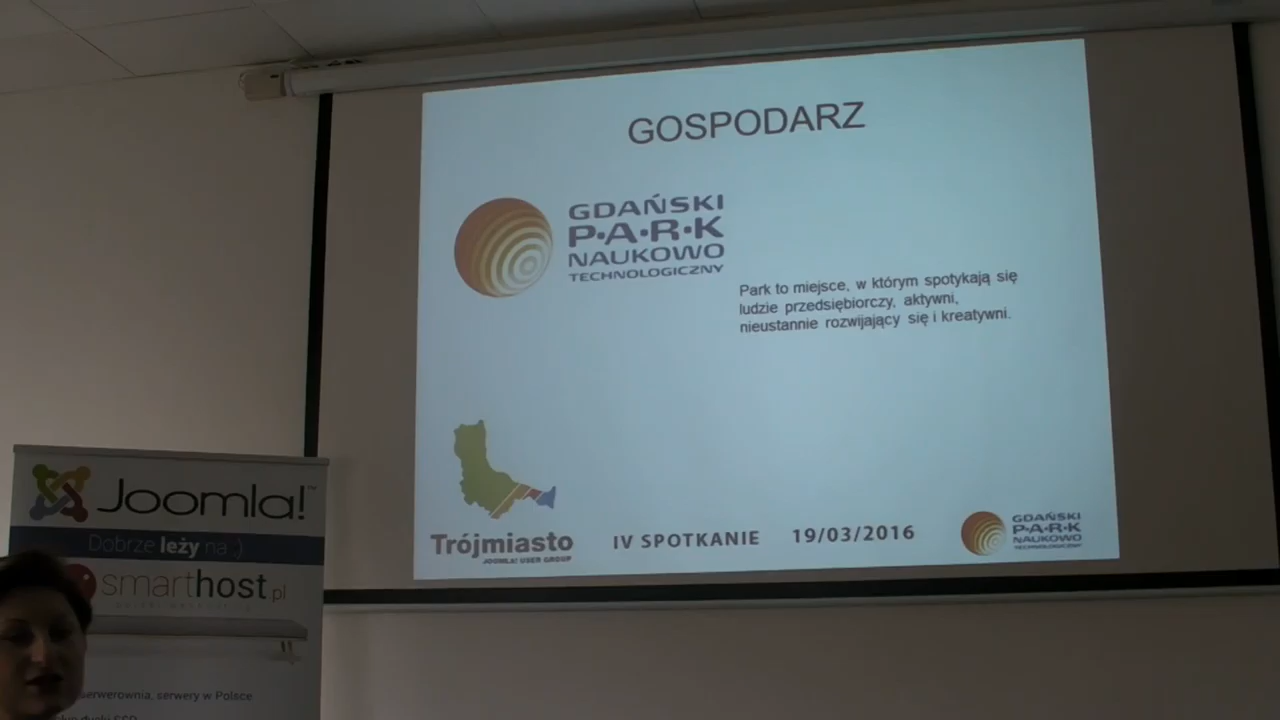 GOSPODARZ
GDAŃSKI
P•A•R•K
NAUKOWO
TECHNOLOGICZNY
Park to miejsce, w którym spotykają się
ludzie przedsiębiorczy, aktywni,
nieustannie rozwijający się i kreatywni.
Trójmiasto
JOOMLA! USER GROUP
IV SPOTKANIE 19/03/2016
GDAŃSKI
P•A•R•K
NAUKOWO
TECHNOLOGICZNY
Joomla!™
Dobrze leży na :)
smarthost.pl
serwerownia, serwery w Polsce